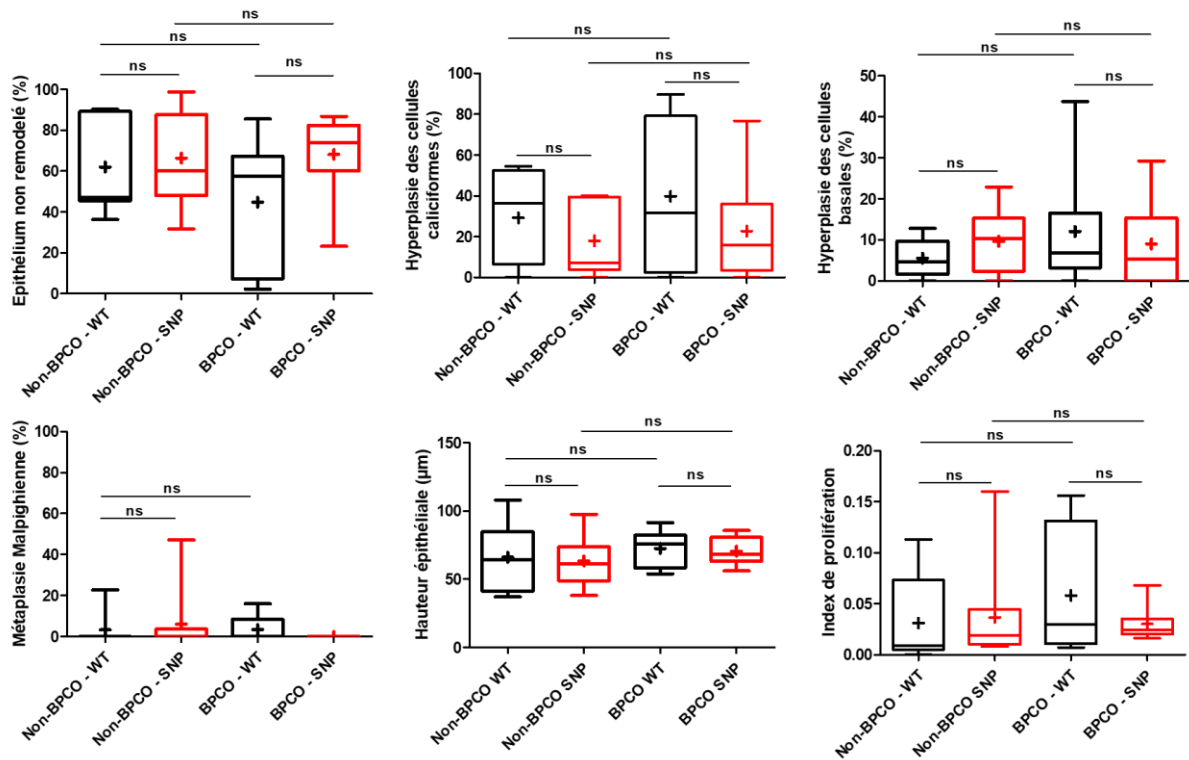 ns
ns
ns
ns
Epithélium non remodelé (%)
100
80
60
40
20
0
Non-BPCO - WT
Non-BPCO - SNP
BPCO - WT
BPCO - SNP
ns
ns
ns
ns
Hyperplasie des cellules
caliciformes (%)
100
80
60
40
20
0
Non-BPCO - WT
Non-BPCO - SNP
BPCO - WT
BPCO - SNP
ns
ns
ns
ns
Hyperplasie des cellules
basales (%)
50
40
30
20
10
0
Non-BPCO - WT
Non-BPCO - SNP
BPCO - WT
BPCO - SNP
ns
ns
Métaplasie Malpighienne (%)
100
80
60
40
20
0
Non-BPCO - WT
Non-BPCO - SNP
BPCO - WT
BPCO - SNP
ns
ns
ns
ns
Hauteur épithéliale (µm)
150
100
50
0
Non-BPCO WT
Non-BPCO SNP
BPCO WT
BPCO SNP
ns
ns
ns
ns
Index de prolifération
0.20
0.15
0.10
0.05
0.00
Non-BPCO - WT
Non-BPCO SNP
BPCO - WT
BPCO - SNP